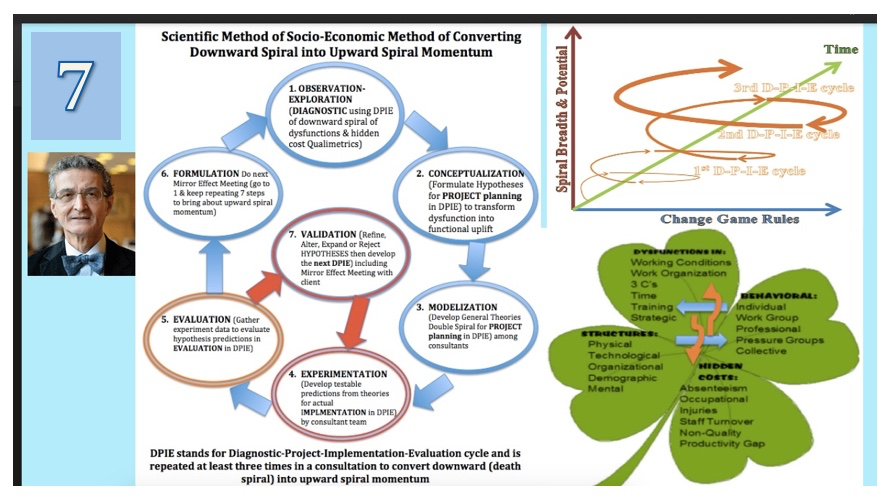 7
Scientific Method of Socio-Economic Method of Converting
Downward Spiral into Upward Spiral Momentum
1. OBSERVATION-
EXPLORATION
(DIAGNOSTIC using DPIE
of downward spiral of
dysfunctions & hidden
cost Qualimetrics)
2. CONCEPTUALIZATION
(Formulate Hypotheses
for PROJECT planning
in DPIE) to transform
dysfunction into
functional uplift
3. MODELIZATION
(Develop General Theories
Double Spiral for PROJECT
planning in DPIE) among
consultants
4. EXPERIMENTATION
(Develop testable
predictions from theories
for actual
IMPLMENTATION in DPIE)
by consultant team
5. EVALUATION (Gather
experiment data to evaluate
hypothesis predictions in
EVALUATION in DPIE)
6. FORMULATION Do next
Mirror Effect Meeting (go to
1 & keep repeating 7 steps
to bring about upward spiral
momentum)
7. VALIDATION (Refine,
Alter, Expand or Reject
HYPOTHESES then develop
the next DPIE) including
Mirror Effect Meeting with
client
DPIE stands for Diagnostic-Project-Implementation-Evaluation cycle and is
repeated at least three times in a consultation to convert downward (death
spiral) into upward spiral momentum
Spiral Breadth & Potential
Time
3rd D-P-I-E cycle
2nd D-P-I-E cycle
1st D-P-I-E cycle
Change Game Rules
DYSFUNCTIONS IN:
Working Conditions
Work Organization
3 C's
Time
Training
Strategic
BEHAVIORAL:
Individual
Work Group
Professional
Pressure Groups
Collective
STRUCTURES:
Physical
Technological
Organizational
Demographic
Mental
HIDDEN
COSTS:
Absenteeism
Occupational
Injuries
Staff Turnover
Non-Quality
Productivity Gap